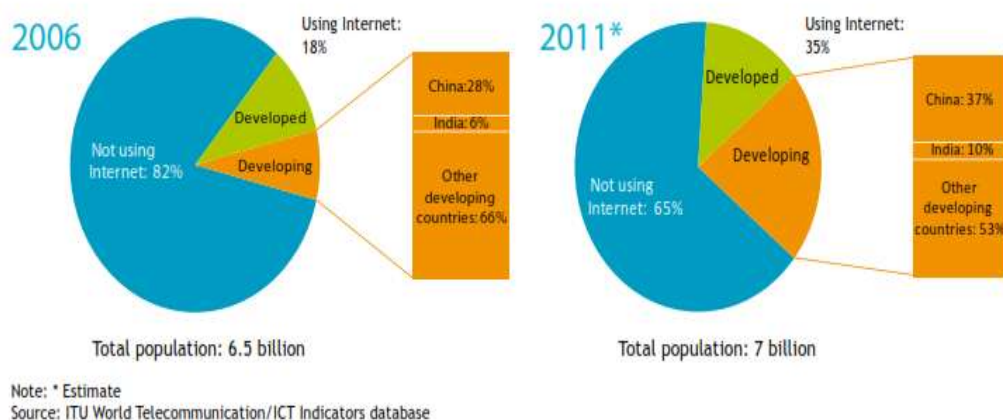 2006
Using Internet:
18%
Developed
Developing
Not using
Internet: 82%
China:28%
India: 6%
Other
developing
countries: 66%
Total population: 6.5 billion
2011*
Using Internet:
35%
Developed
Developing
Not using
Internet: 65%
China: 37%
India: 10%
Other
developing
countries: 53%
Total population: 7 billion
Note: * Estimate
Source: ITU World Telecommunication/ICT Indicators database